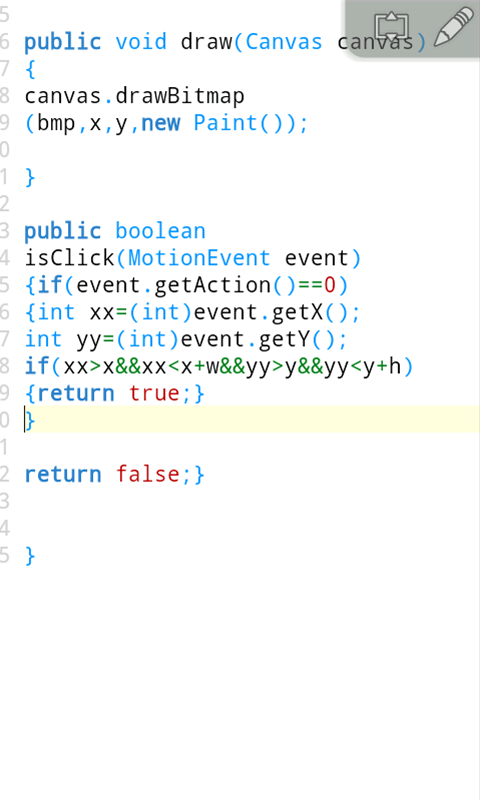 5
6 public void draw(Canvas canvas)
7 {
8 canvas.drawBitmap
9 (bmp,x,y,new Paint());
0
1 }
2
3 public boolean
4 isClick(MotionEvent event)
5 {if(event.getAction()==0)
6 {int xx=(int)event.getX();
7 int yy=(int)event.getY();
8 if(xx>x&&xx<x+w&&yy>y&&yy<y+h)
9 {return true;}
0 }
1
2 return false;}
3
4
5 }